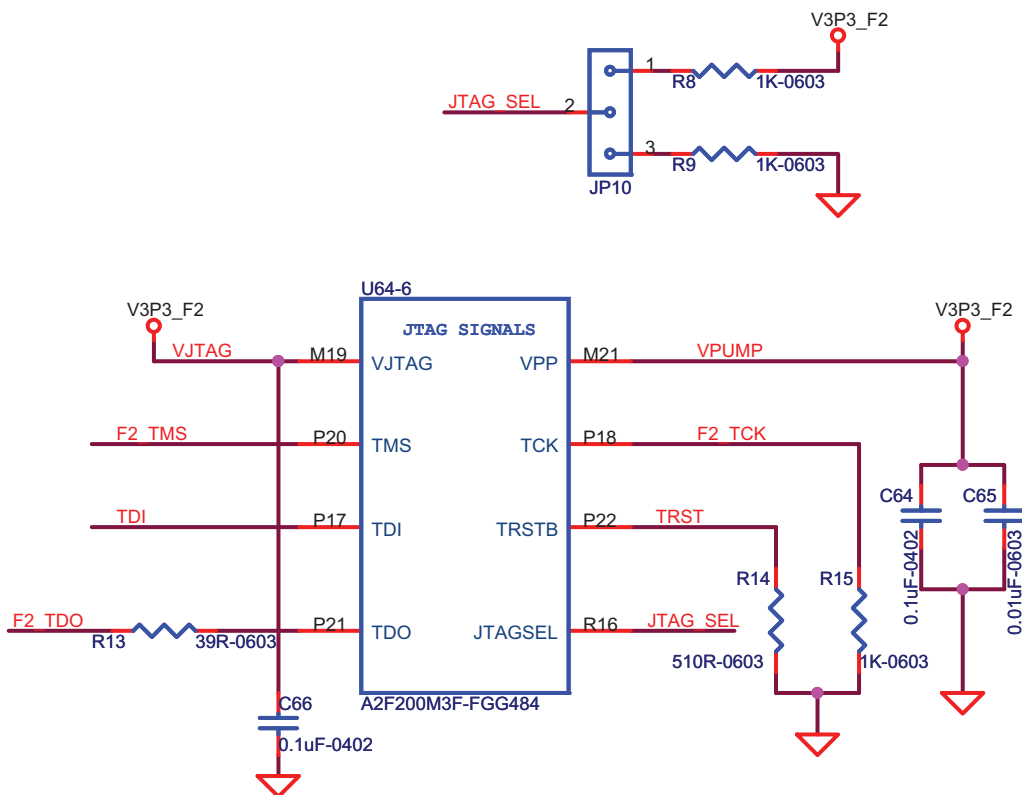 V3P3_F2
1
R8
1K-0603
JTAG_SEL
2
3
R9
1K-0603
JP10
U64-6
V3P3_F2
V3P3_F2
JTAG SIGNALS
VJTAG
M19
VJTAG
VPP
M21
VPUMP
F2_TMS
P20
TMS
TCK
P18
F2_TCK
C64
0.1uF-0402
C65
0.01uF-0603
TDI
P17
TDI
TRSTB
P22
TRST
R14
510R-0603
R15
1K-0603
F2_TDO
R13
39R-0603
P21
TDO
JTAGSEL
R16
JTAG_SEL
A2F200M3F-FGG484
C66
0.1uF-0402